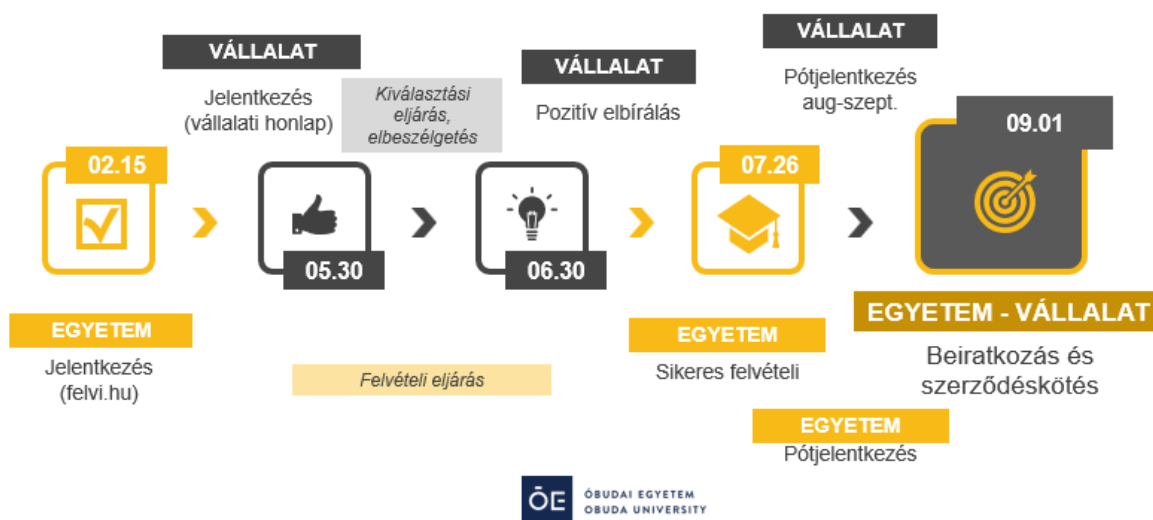 VÁLLALAT
Jelentkezés
(vállalati honlap)
Kiválasztási
eljárás,
elbeszélgetés
VÁLLALAT
Pozitív elbírálás
VÁLLALAT
Pótjelentkezés
aug-szept.
02.15
05.30
06.30
07.26
09.01
EGYETEM
Jelentkezés
(felvi.hu)
Felvételi eljárás
EGYETEM
Sikeres felvételi
EGYETEM
Pótjelentkezés
EGYETEM - VÁLLALAT
Beiratkozás és
szerződéskötés
ŌE
ÓBUDAI EGYETEM
OBUDA UNIVERSITY